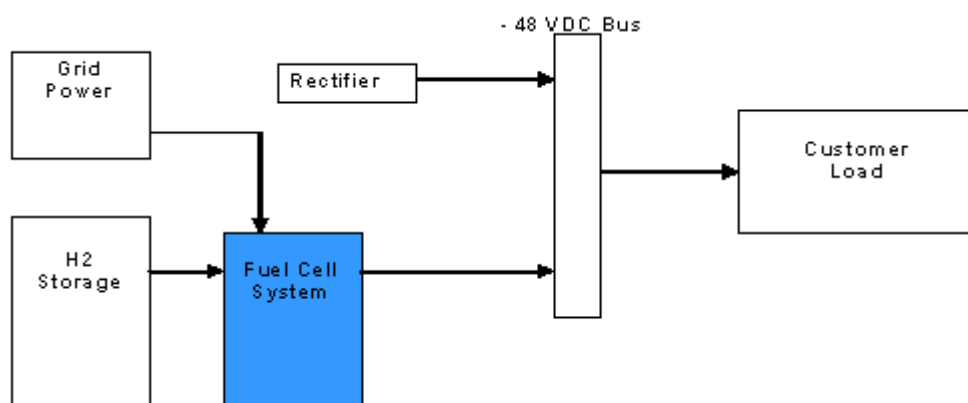 - 48 VDC Bus
Grid
Power
Rectifier
Customer
Load
H2
Storage
Fuel Cell
System